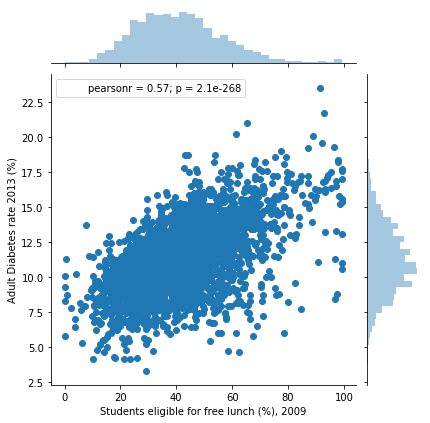 pearsonr = 0.57; p = 2.1e-268
22.5
20.0
17.5
15.0
12.5
10.0
7.5
5.0
2.5
Adult Diabetes rate 2013 (%)
0 20 40 60 80 100
Students eligible for free lunch (%), 2009